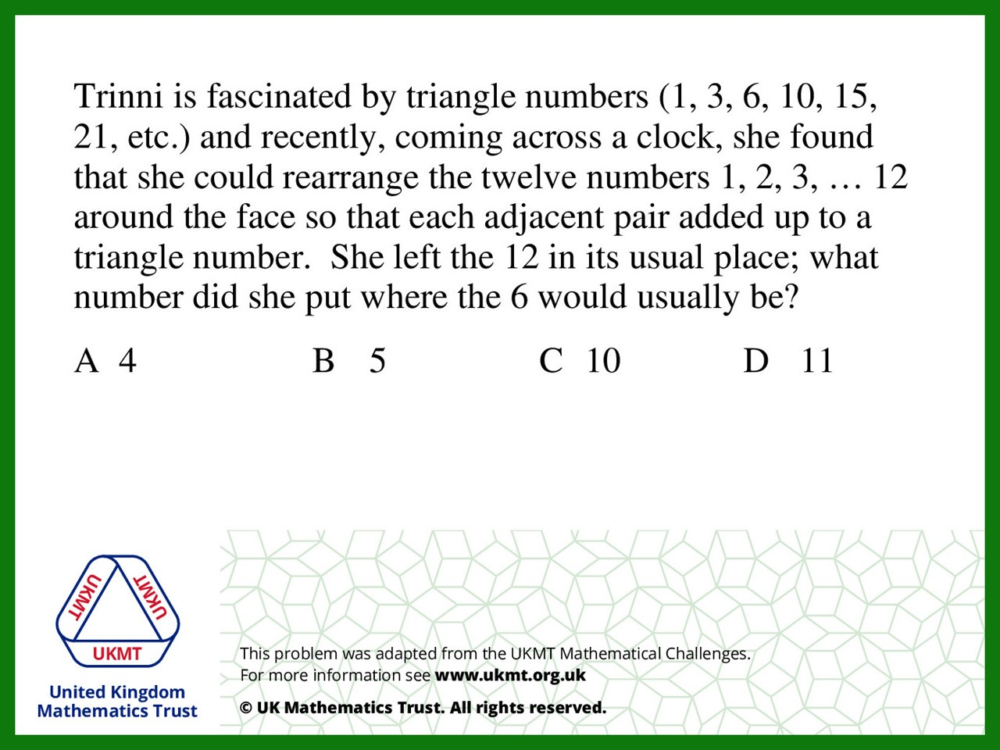 Trinni is fascinated by triangle numbers (1, 3, 6, 10, 15,
21, etc.) and recently, coming across a clock, she found
that she could rearrange the twelve numbers 1, 2, 3, … 12
around the face so that each adjacent pair added up to a
triangle number.  She left the 12 in its usual place; what
number did she put where the 6 would usually be?
A 4 B 5 C 10 D 11
UKMT UKMT
UKMT
United Kingdom
Mathematics Trust
This problem was adapted from the UKMT Mathematical Challenges.
For more information see www.ukmt.org.uk
© UK Mathematics Trust. All rights reserved.